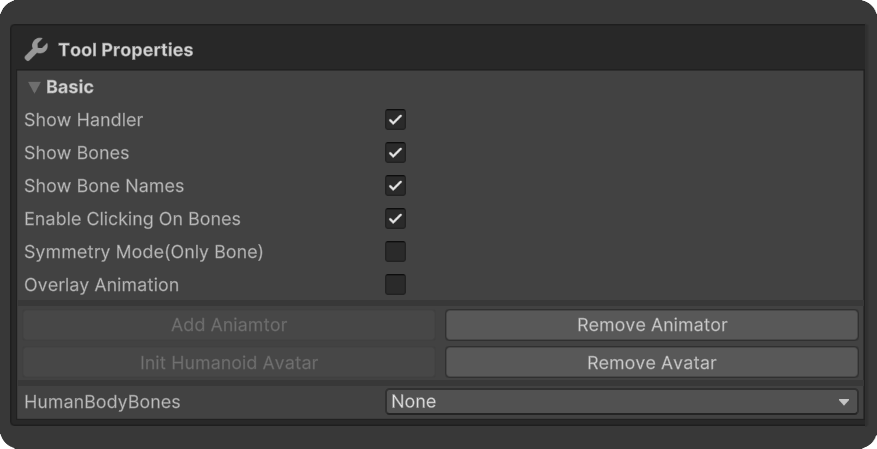 Tool Properties
Basic
Show Handler
Show Bones
Show Bone Names
Enable Clicking On Bones
Symmetry Mode(Only Bone)
Overlay Animation
Add Aniamtor Remove Animator
Init Humanoid Avatar Remove Avatar
HumanBodyBones None